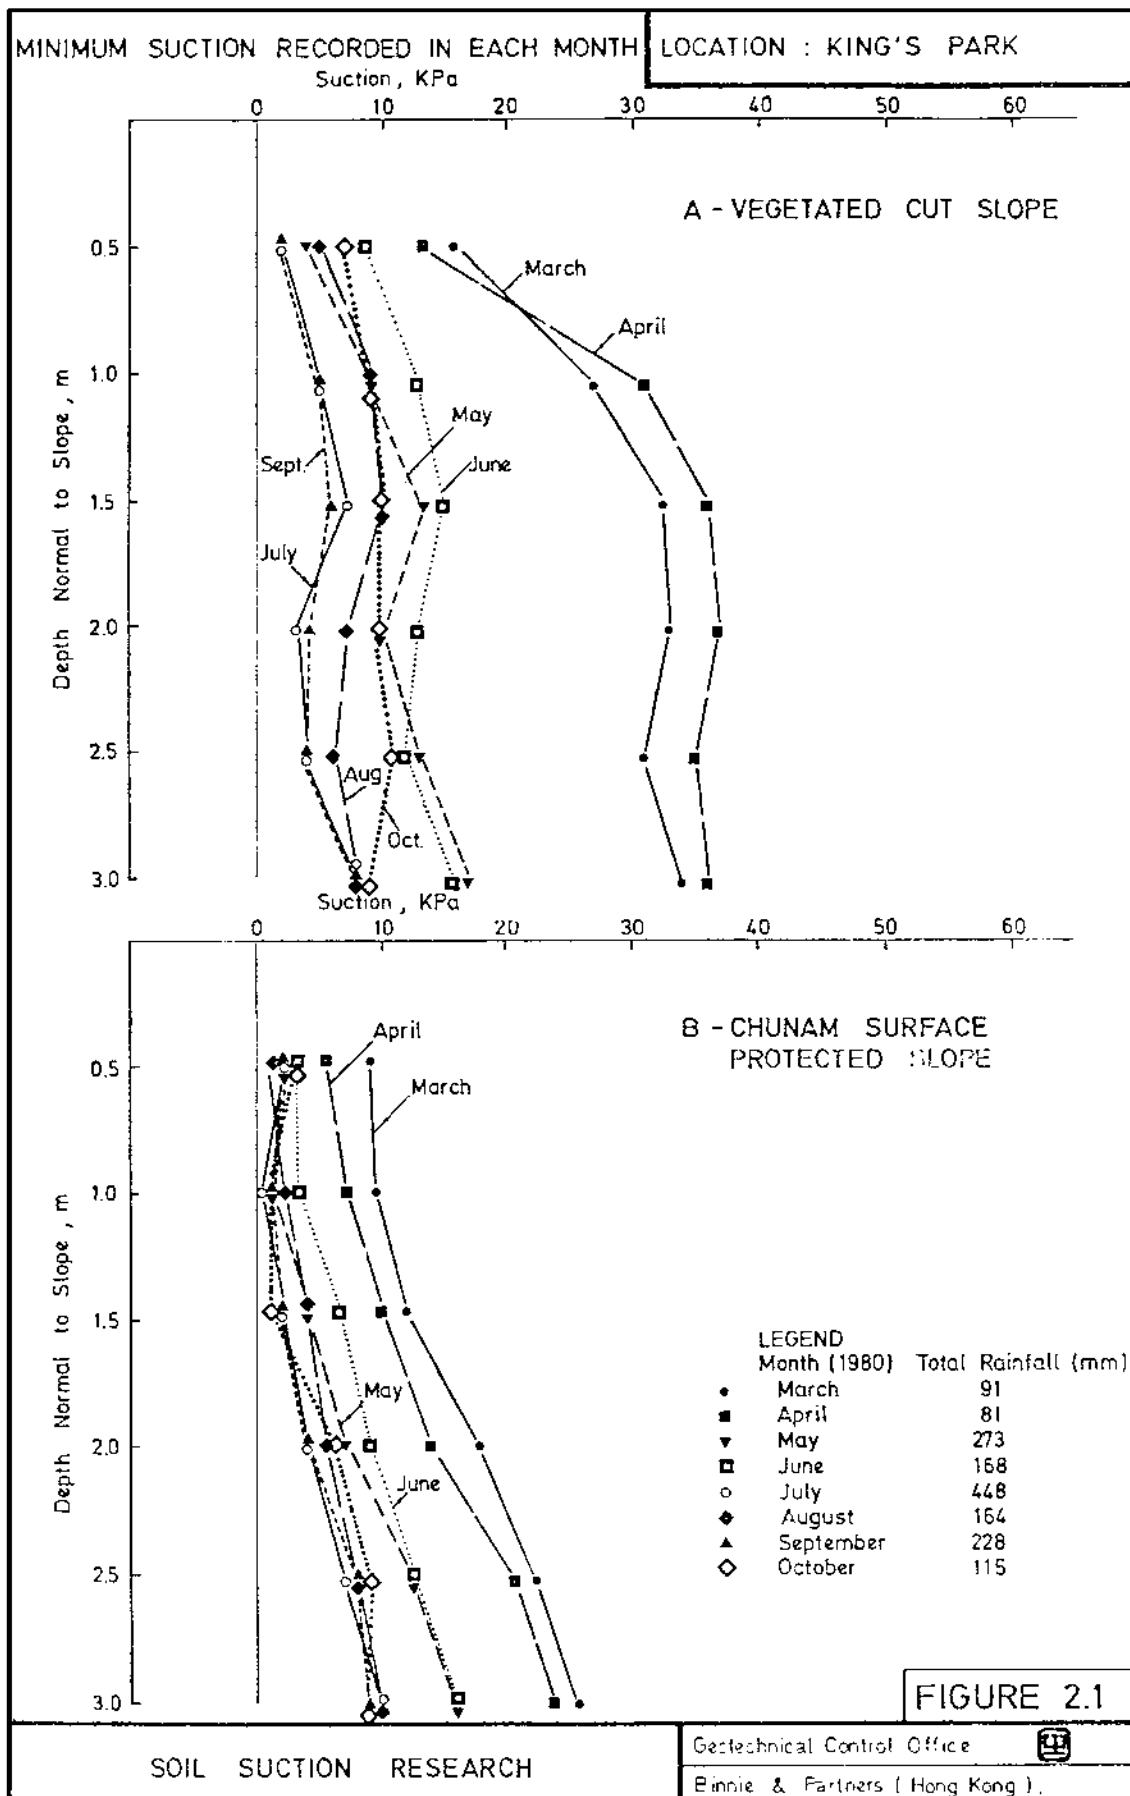 MINIMUM SUCTION RECORDED IN EACH MONTH
LOCATION : KING'S PARK
Suction, KPa
0 10 20 30 40 50 60
A - VEGETATED CUT SLOPE
Depth Normal to Slope, m
0.5
1.0
1.5
2.0
2.5
3.0
March
April
May
June
Sept.
July
Aug
Oct.
Suction, KPa
0 10 20 30 40 50 60
B - CHUNAM SURFACE
PROTECTED SLOPE
Depth Normal to Slope, m
0.5
1.0
1.5
2.0
2.5
3.0
April
March
May
June
LEGEND
Month (1980) Total Rainfall (mm)
March 91
April 81
May 273
June 168
July 448
August 164
September 228
October 115
FIGURE 2.1
SOIL SUCTION RESEARCH
Geotechnical Control Office
Binnie & Partners (Hong Kong),